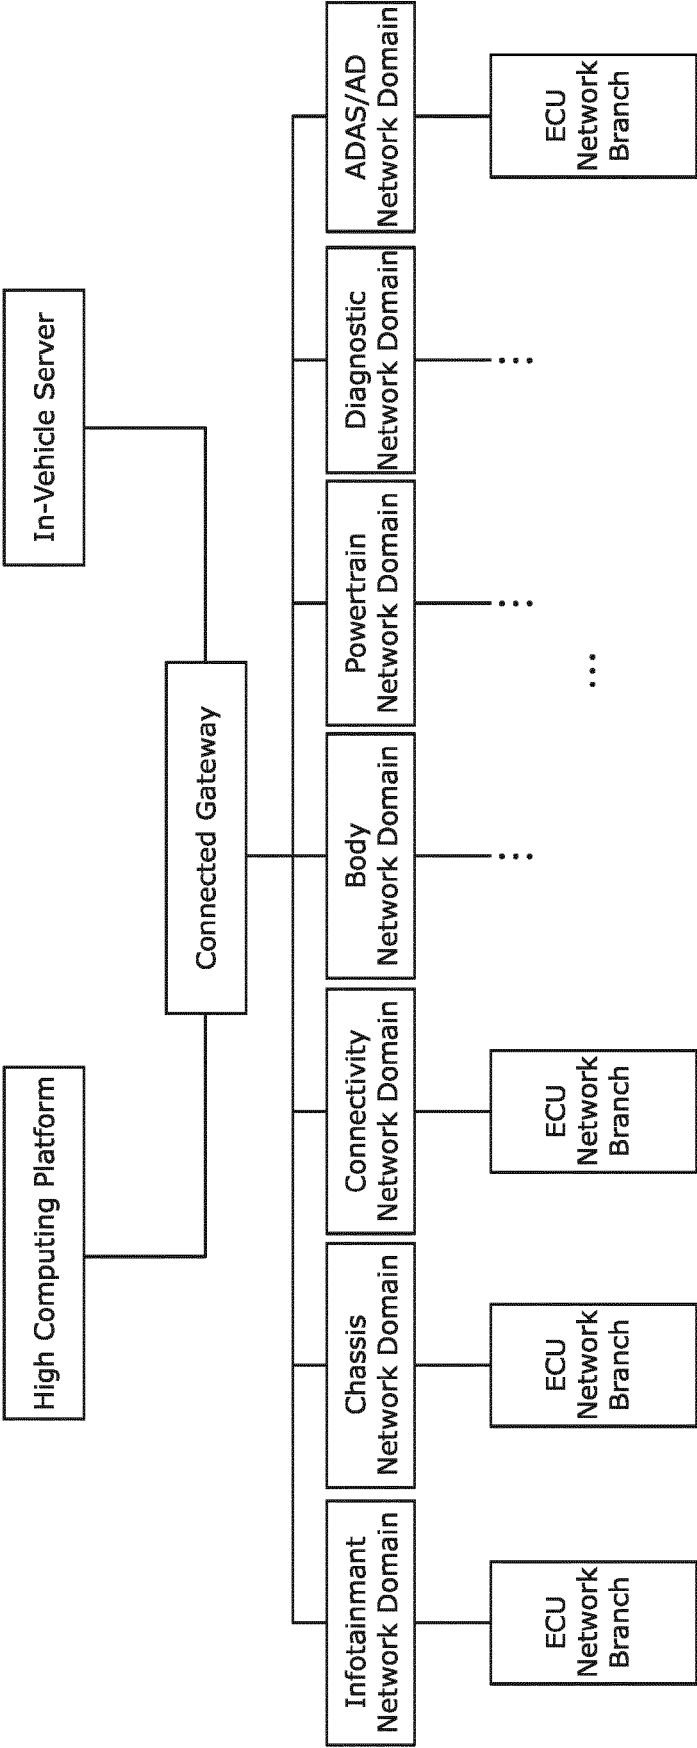 High Computing Platform
In-Vehicle Server
Connected Gateway
Infotainmant
Network Domain
Chassis
Network Domain
Connectivity
Network Domain
Body
Network Domain
Powertrain
Network Domain
Diagnostic
Network Domain
ADAS/AD
Network Domain
ECU
Network
Branch
ECU
Network
Branch
ECU
Network
Branch
...
...
...
ECU
Network
Branch
...